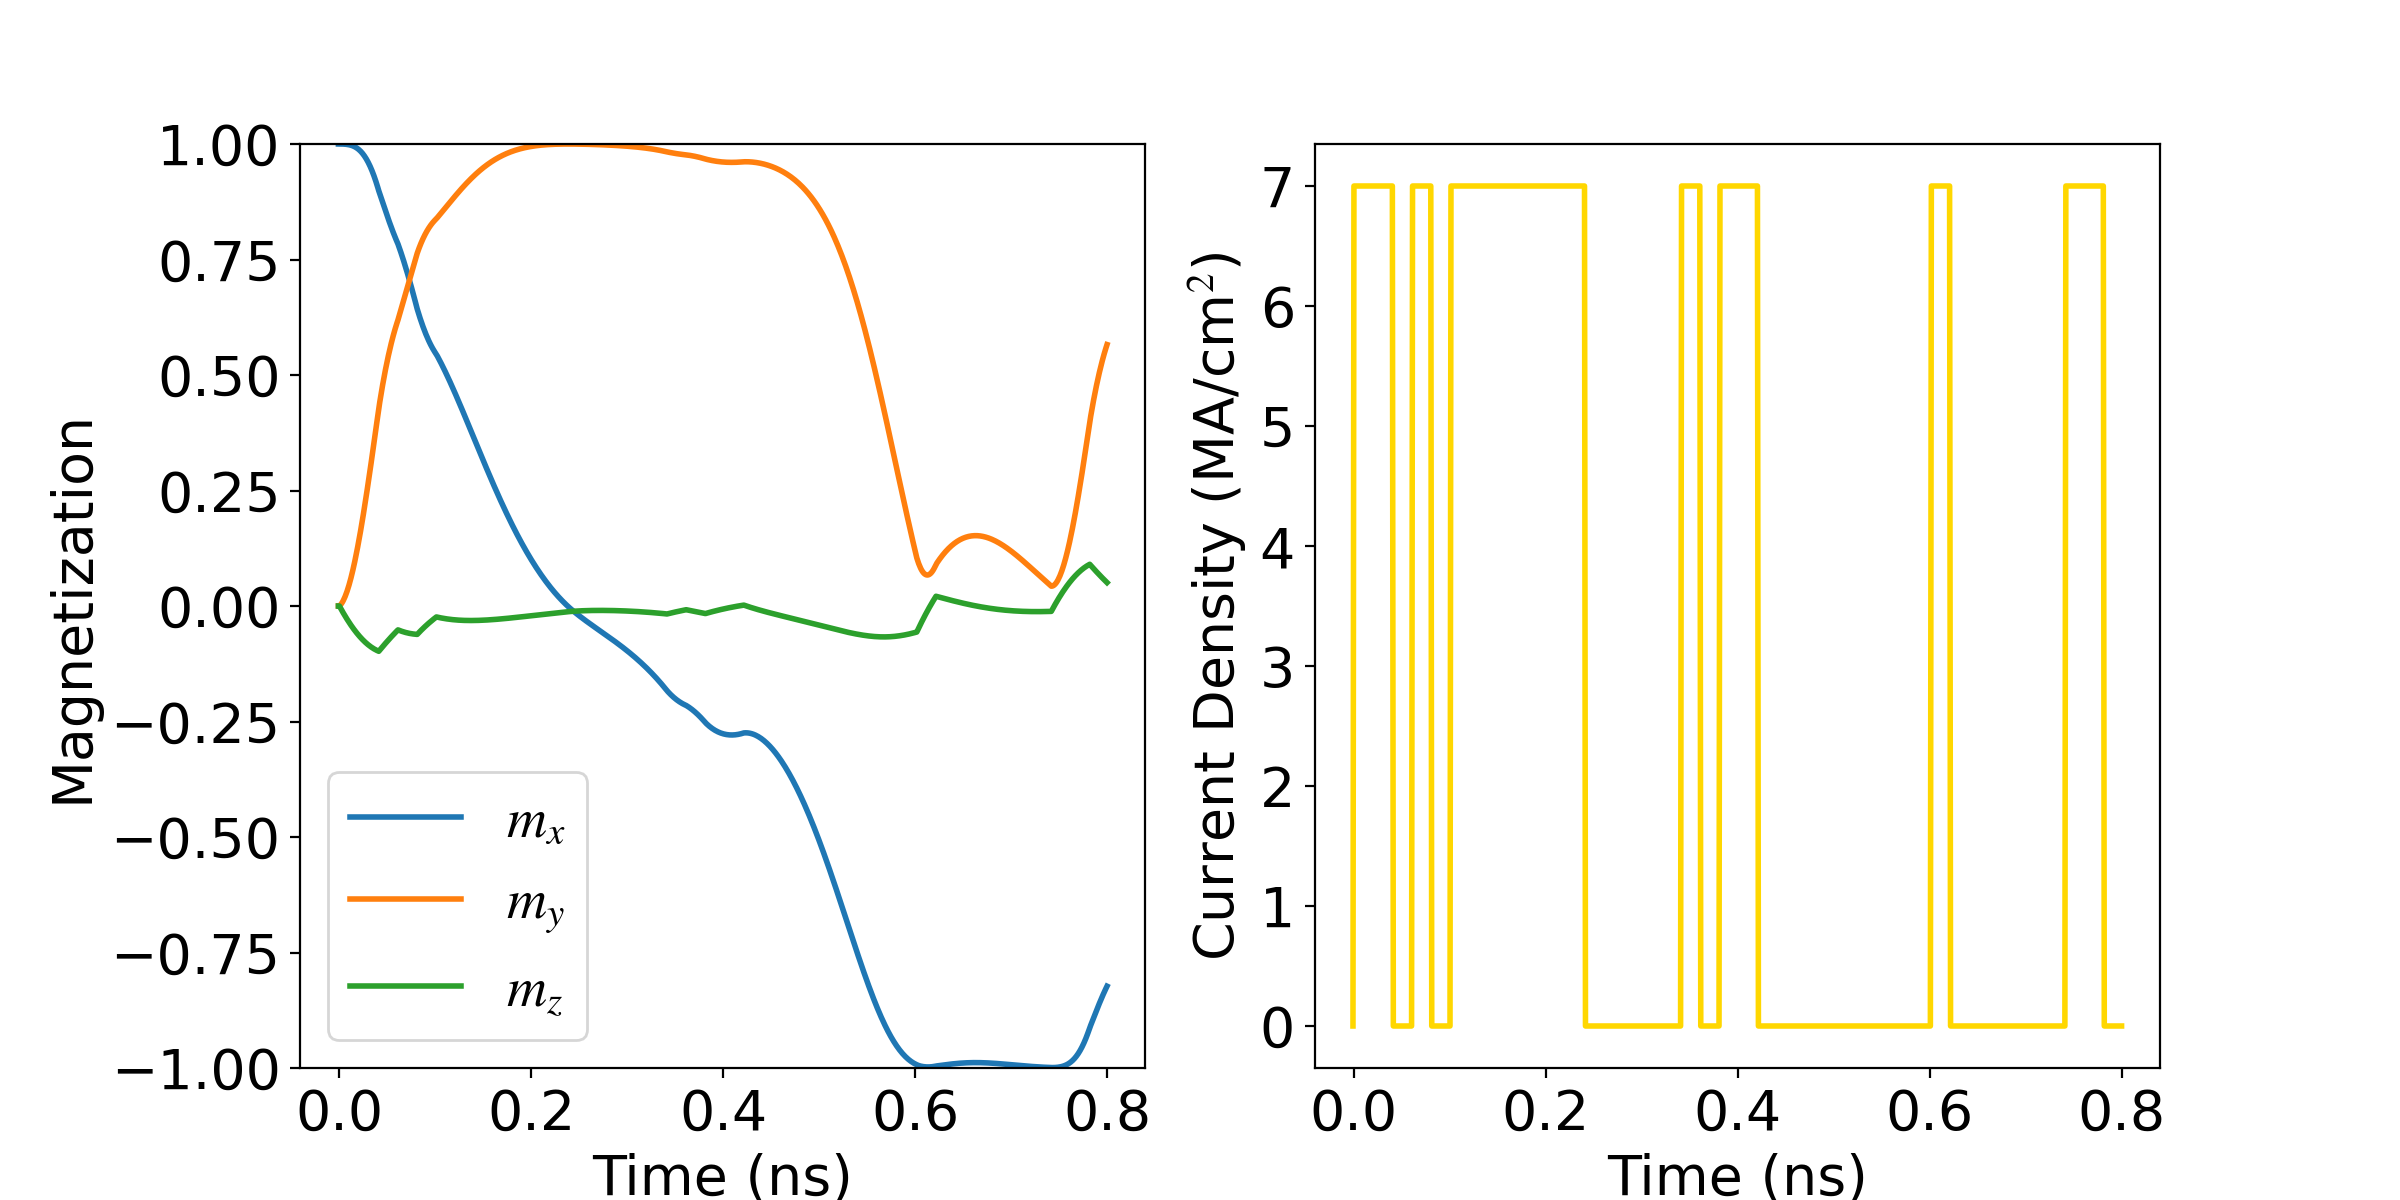 Magnetization
1.00
0.75
0.50
0.25
0.00
−0.25
−0.50
−0.75
−1.00
m_x
m_y
m_z
0.0 0.2 0.4 0.6 0.8
Time (ns)
Current Density (MA/cm²)
7
6
5
4
3
2
1
0
0.0 0.2 0.4 0.6 0.8
Time (ns)